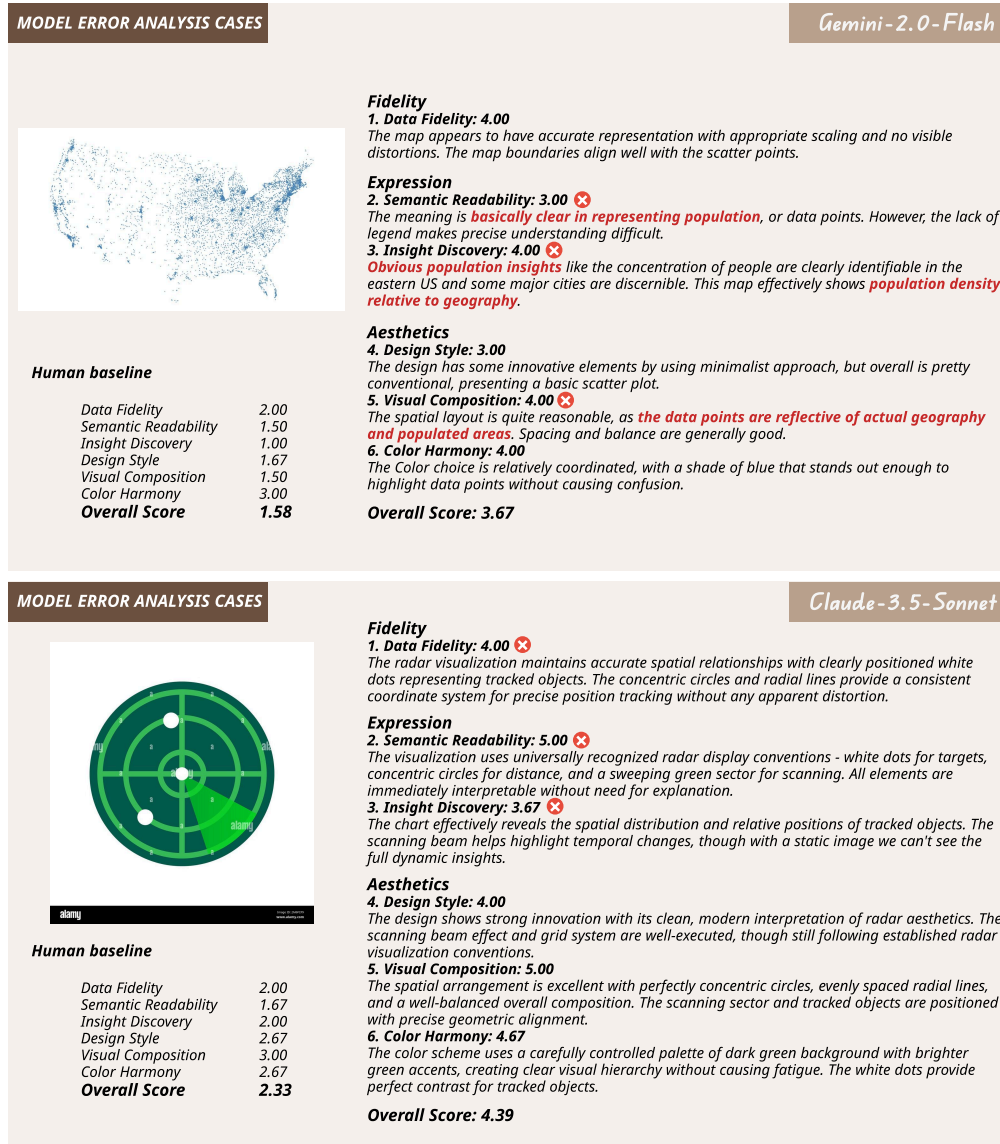 MODEL ERROR ANALYSIS CASES
Gemini-2.0-Flash
Fidelity
1. Data Fidelity: 4.00
The map appears to have accurate representation with appropriate scaling and no visible
distortions. The map boundaries align well with the scatter points.
Expression
2. Semantic Readability: 3.00
The meaning is basically clear in representing population, or data points. However, the lack of
legend makes precise understanding difficult.
3. Insight Discovery: 4.00
Obvious population insights like the concentration of people are clearly identifiable in the
eastern US and some major cities are discernible. This map effectively shows population density
relative to geography.
Aesthetics
4. Design Style: 3.00
The design has some innovative elements by using minimalist approach, but overall is pretty
conventional, presenting a basic scatter plot.
5. Visual Composition: 4.00
The spatial layout is quite reasonable, as the data points are reflective of actual geography
and populated areas. Spacing and balance are generally good.
6. Color Harmony: 4.00
The Color choice is relatively coordinated, with a shade of blue that stands out enough to
highlight data points without causing confusion.
Overall Score: 3.67
Human baseline
Data Fidelity 2.00
Semantic Readability 1.50
Insight Discovery 1.00
Design Style 1.67
Visual Composition 1.50
Color Harmony 3.00
Overall Score 1.58
MODEL ERROR ANALYSIS CASES
Claude-3.5-Sonnet
Fidelity
1. Data Fidelity: 4.00
The radar visualization maintains accurate spatial relationships with clearly positioned white
dots representing tracked objects. The concentric circles and radial lines provide a consistent
coordinate system for precise position tracking without any apparent distortion.
Expression
2. Semantic Readability: 5.00
The visualization uses universally recognized radar display conventions - white dots for targets,
concentric circles for distance, and a sweeping green sector for scanning. All elements are
immediately interpretable without need for explanation.
3. Insight Discovery: 3.67
The chart effectively reveals the spatial distribution and relative positions of tracked objects. The
scanning beam helps highlight temporal changes, though with a static image we can't see the
full dynamic insights.
Aesthetics
4. Design Style: 4.00
The design shows strong innovation with its clean, modern interpretation of radar aesthetics. The
scanning beam effect and grid system are well-executed, though still following established radar
visualization conventions.
5. Visual Composition: 5.00
The spatial arrangement is excellent with perfectly concentric circles, evenly spaced radial lines,
and a well-balanced overall composition. The scanning sector and tracked objects are positioned
with precise geometric alignment.
6. Color Harmony: 4.67
The color scheme uses a carefully controlled palette of dark green background with brighter
green accents, creating clear visual hierarchy without causing fatigue. The white dots provide
perfect contrast for tracked objects.
Overall Score: 4.39
alamy
alamy
www.alamy.com
Human baseline
Data Fidelity 2.00
Semantic Readability 1.67
Insight Discovery 2.00
Design Style 2.67
Visual Composition 3.00
Color Harmony 2.67
Overall Score 2.33